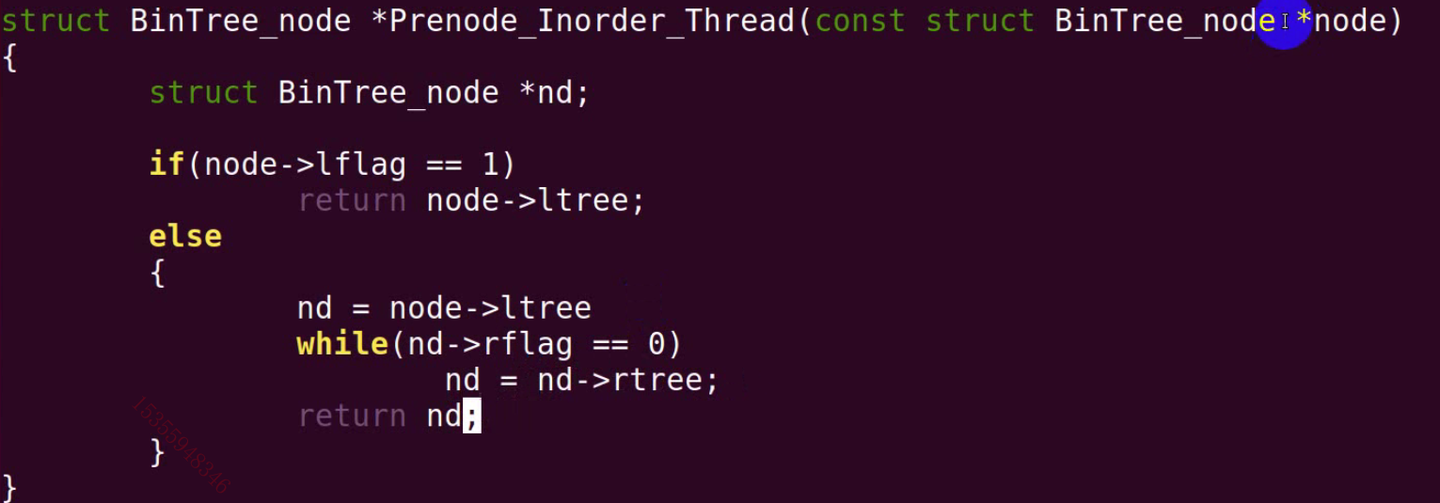 struct BinTree_node *Prenode_Inorder_Thread(const struct BinTree_node *node)
{
        struct BinTree_node *nd;

        if(node->lflag == 1)
                return node->ltree;
        else
        {
                nd = node->ltree
                while(nd->rflag == 0)
                        nd = nd->rtree;
                return nd;
        }
}
15355948346